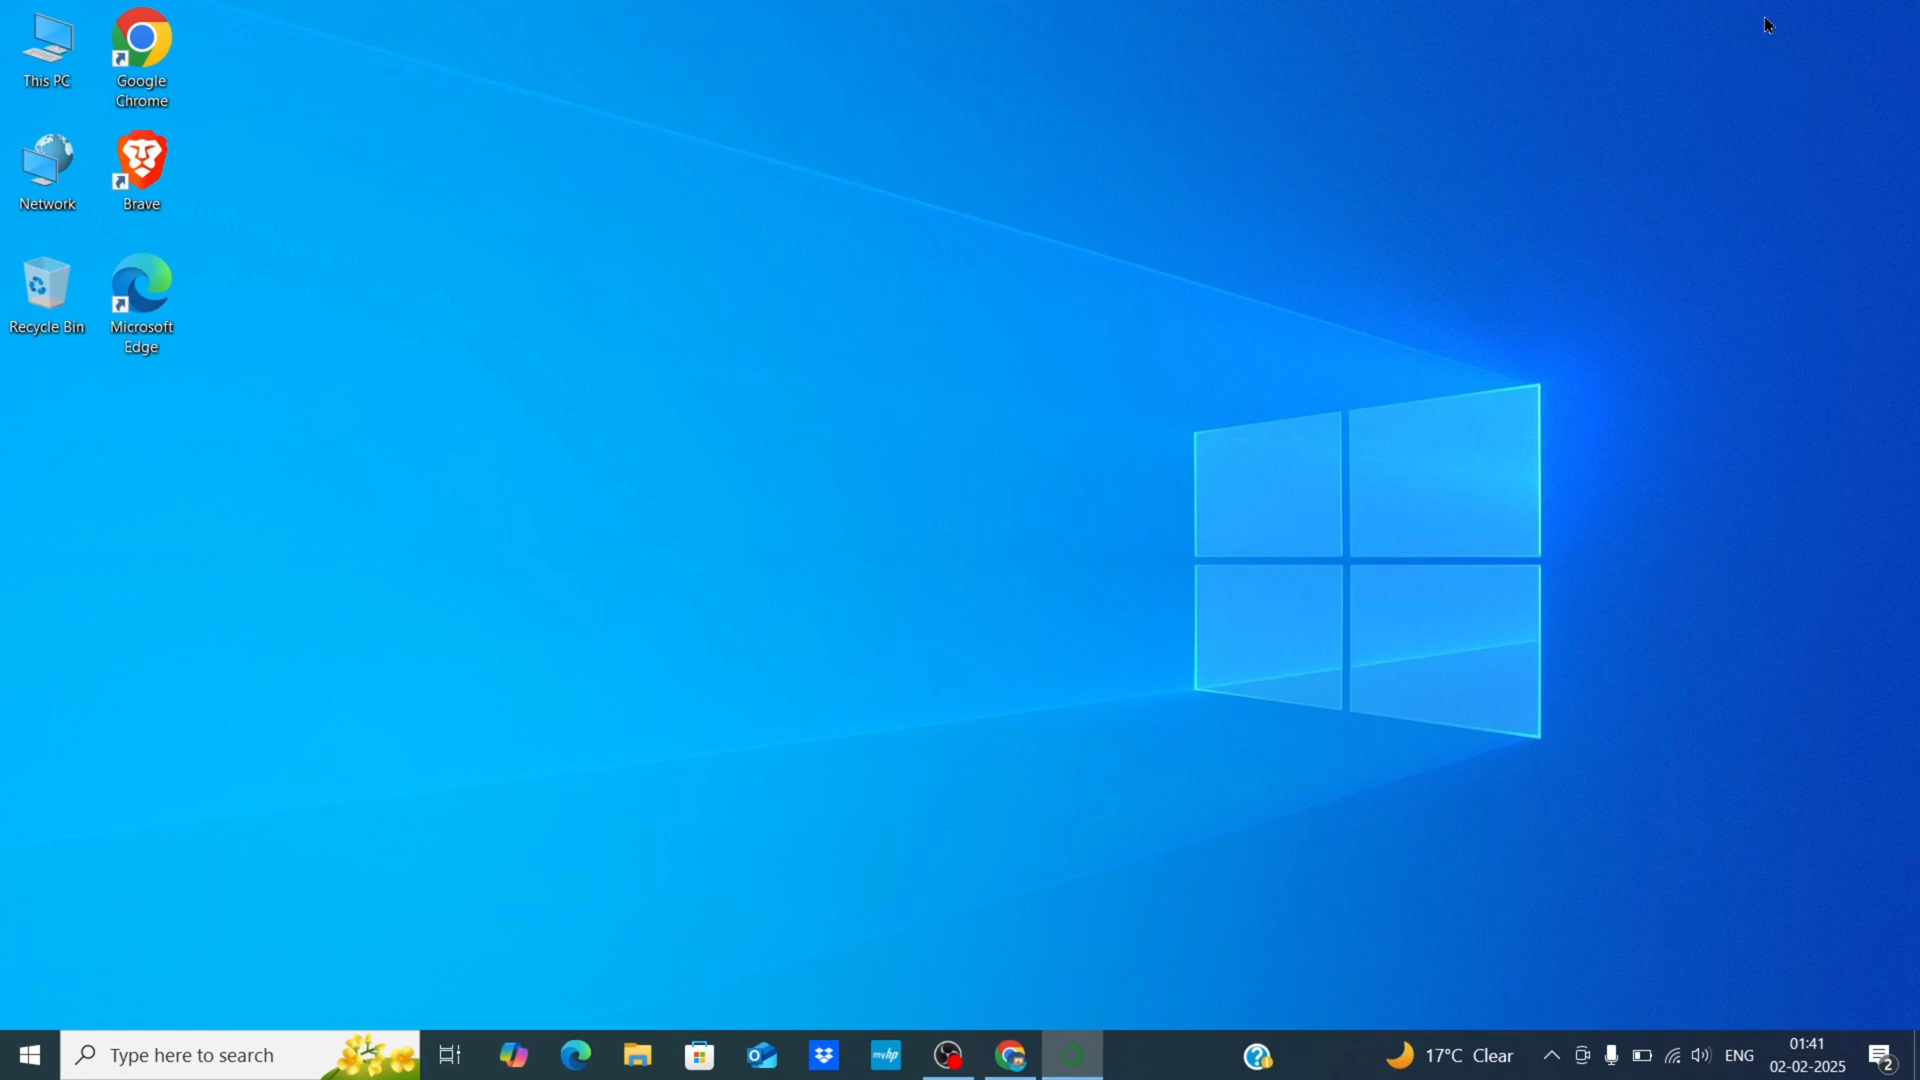 This PC
Google
Chrome
Network
Brave
Recycle Bin
Microsoft
Edge
Type here to search
myhp
17°C Clear
ENG
01:41
02-02-2025
2